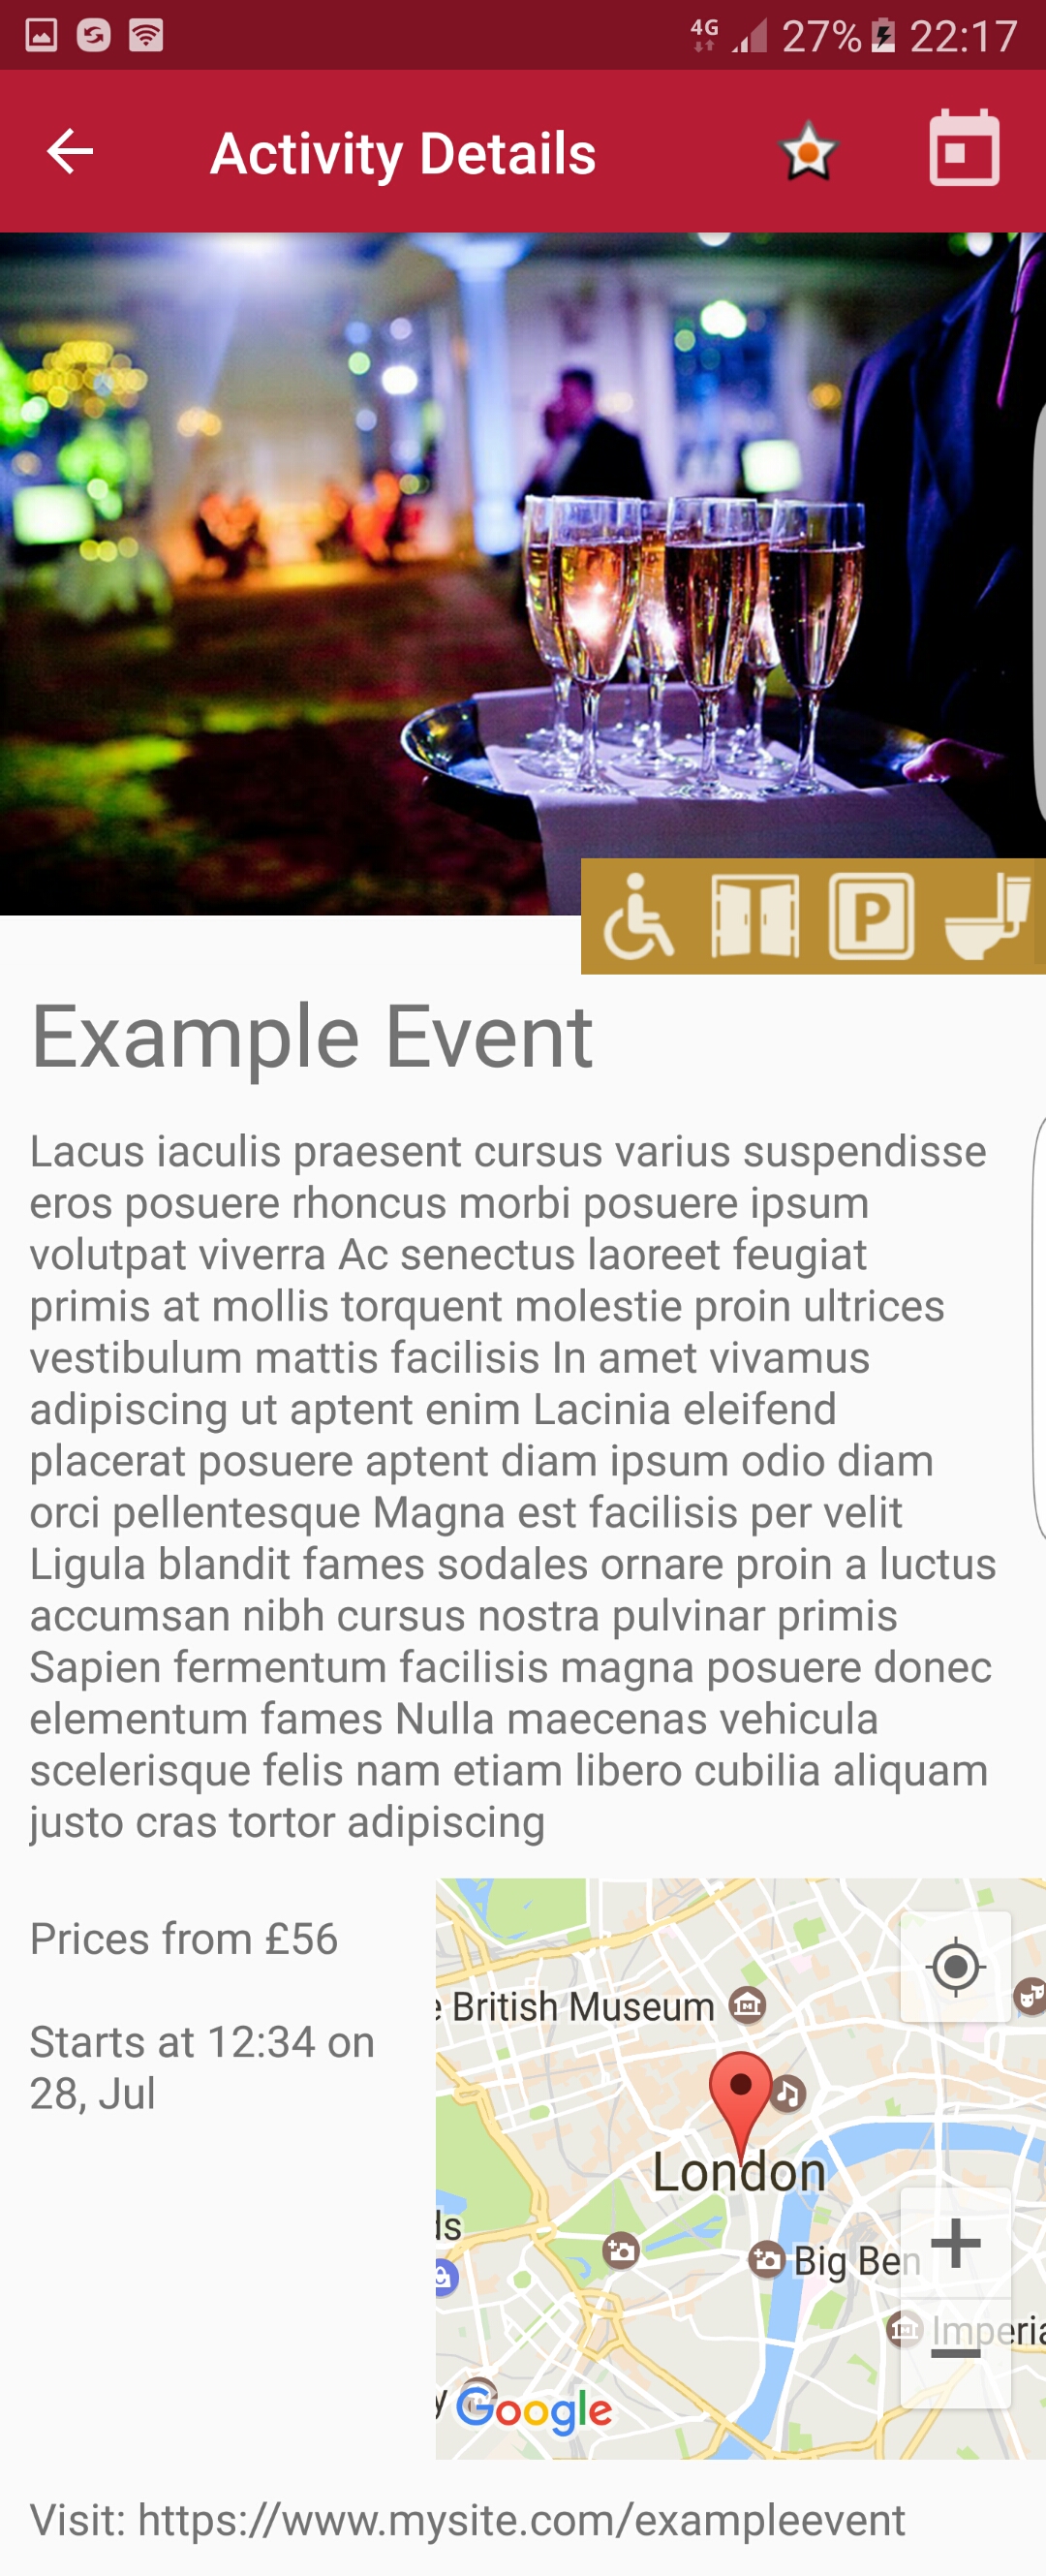 4G 27% 22:17
Activity Details
P
Example Event
Lacus iaculis praesent cursus varius suspendisse
eros posuere rhoncus morbi posuere ipsum
volutpat viverra Ac senectus laoreet feugiat
primis at mollis torquent molestie proin ultrices
vestibulum mattis facilisis In amet vivamus
adipiscing ut aptent enim Lacinia eleifend
placerat posuere aptent diam ipsum odio diam
orci pellentesque Magna est facilisis per velit
Ligula blandit fames sodales ornare proin a luctus
accumsan nibh cursus nostra pulvinar primis
Sapien fermentum facilisis magna posuere donec
elementum fames Nulla maecenas vehicula
scelerisque felis nam etiam libero cubilia aliquam
justo cras tortor adipiscing
Prices from £56
Starts at 12:34 on
28, Jul
British Museum
London
Big Ben
Google
Visit: https://www.mysite.com/exampleevent